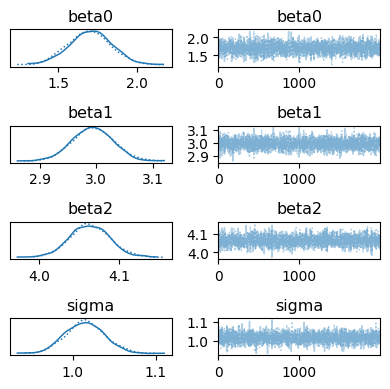 beta0 beta0
2.0
1.5
1.5 2.0 0 1000
beta1 beta1
3.1
3.0
2.9
2.9 3.0 3.1 0 1000
beta2 beta2
4.1
4.0
4.0 4.1 0 1000
sigma sigma
1.1
1.0
1.0 1.1 0 1000